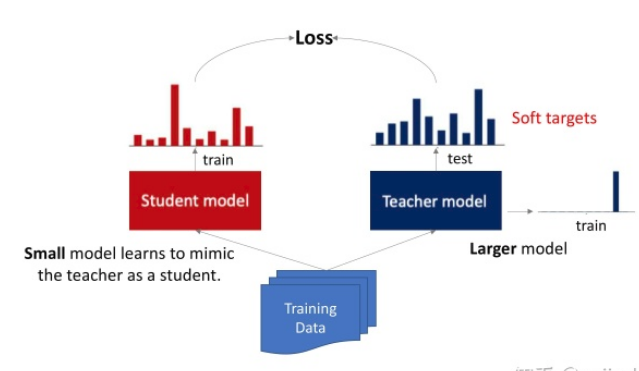 Loss
Soft targets
train
test
Student model
Teacher model
train
Small model learns to mimic
the teacher as a student.
Larger model
Training
Data